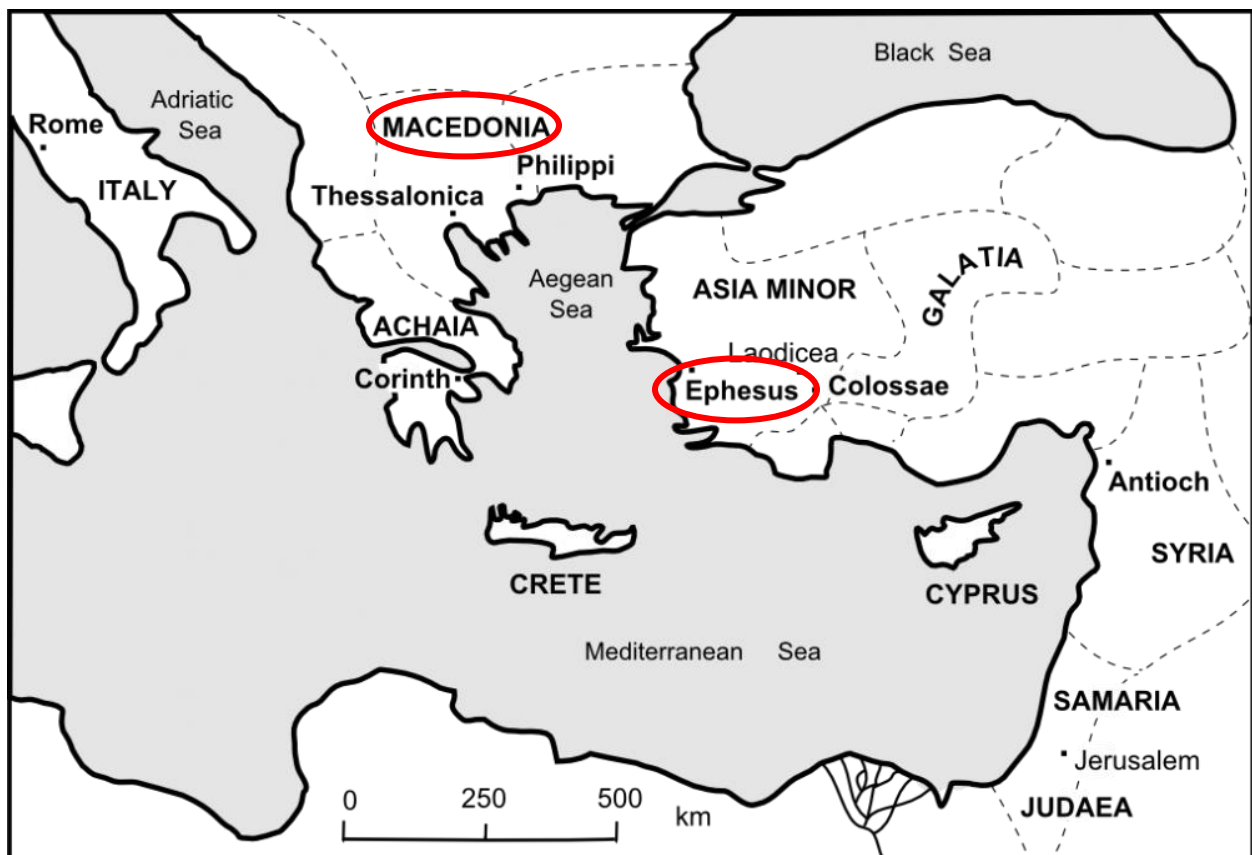 Black Sea
Adriatic
Sea
Rome
MACEDONIA
Philippi
ITALY
Thessalonica
Aegean
Sea
ASIA MINOR
GALATIA
ACHAIA
Laodicea
Corinth
Ephesus
Colossae
Antioch
SYRIA
CRETE
CYPRUS
Mediterranean Sea
SAMARIA
Jerusalem
JUDAEA
0 250 500
km